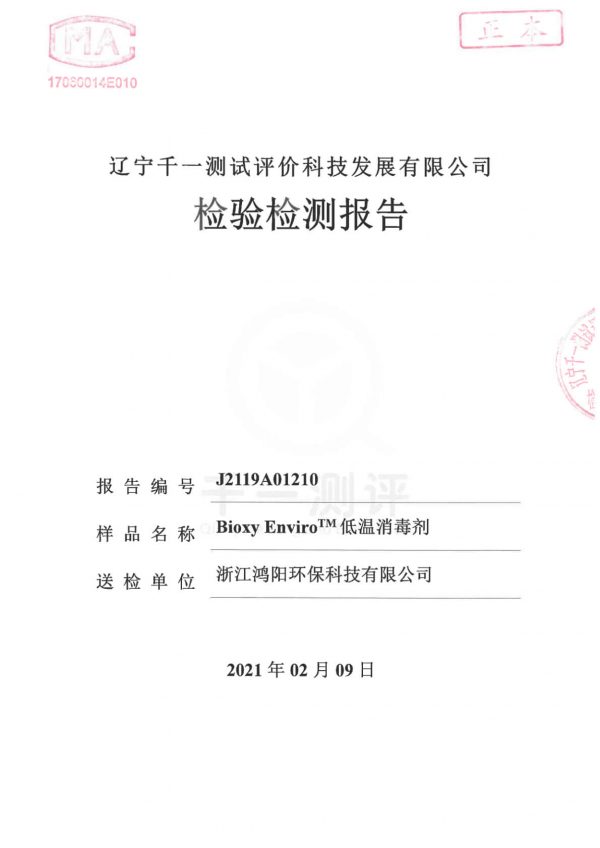 MA
正本
17060014E010
辽宁千一测试评价科技发展有限公司
检验检测报告
千一测评
报告编号 J2119A01210
样品名称 Bioxy Enviro™低温消毒剂
送检单位 浙江鸿阳环保科技有限公司
2021 年 02 月 09 日